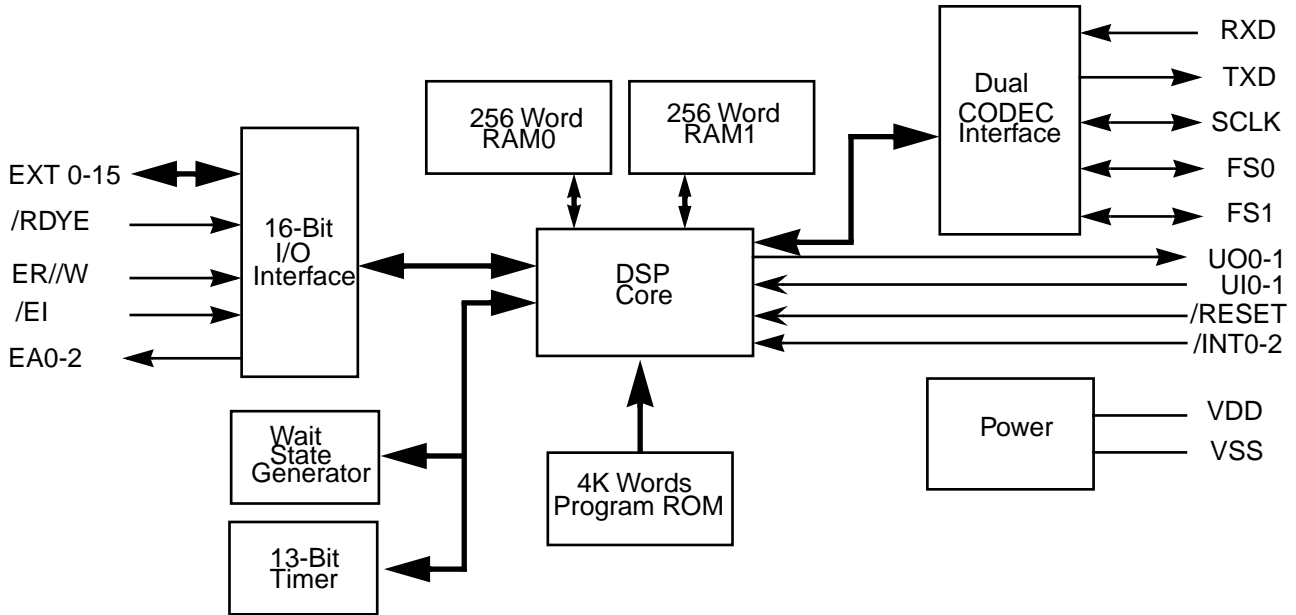 RXD
TXD
SCLK
FS0
FS1
Dual
CODEC
Interface
256 Word
RAM0
256 Word
RAM1
EXT 0-15
/RDYE
ER//W
/EI
EA0-2
16-Bit
I/O
Interface
DSP
Core
UO0-1
UI0-1
/RESET
/INT0-2
Wait
State
Generator
13-Bit
Timer
4K Words
Program ROM
Power
VDD
VSS